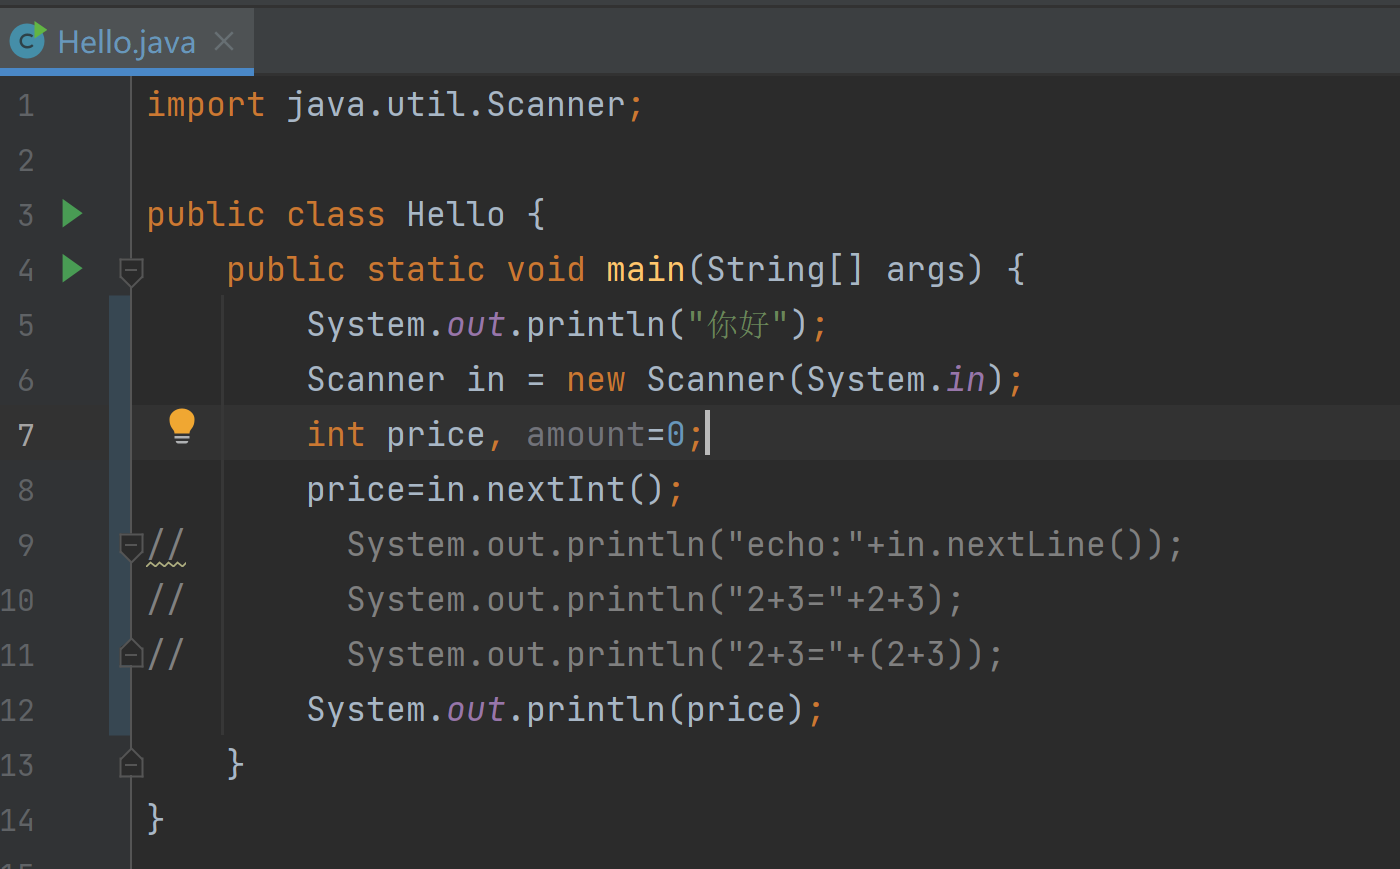 Hello.java
1 import java.util.Scanner;
2
3 public class Hello {
4 public static void main(String[] args) {
5 System.out.println("你好");
6 Scanner in = new Scanner(System.in);
7 int price, amount=0;
8 price=in.nextInt();
9 // System.out.println("echo:"+in.nextLine());
10 // System.out.println("2+3="+2+3);
11 // System.out.println("2+3="+(2+3));
12 System.out.println(price);
13 }
14 }